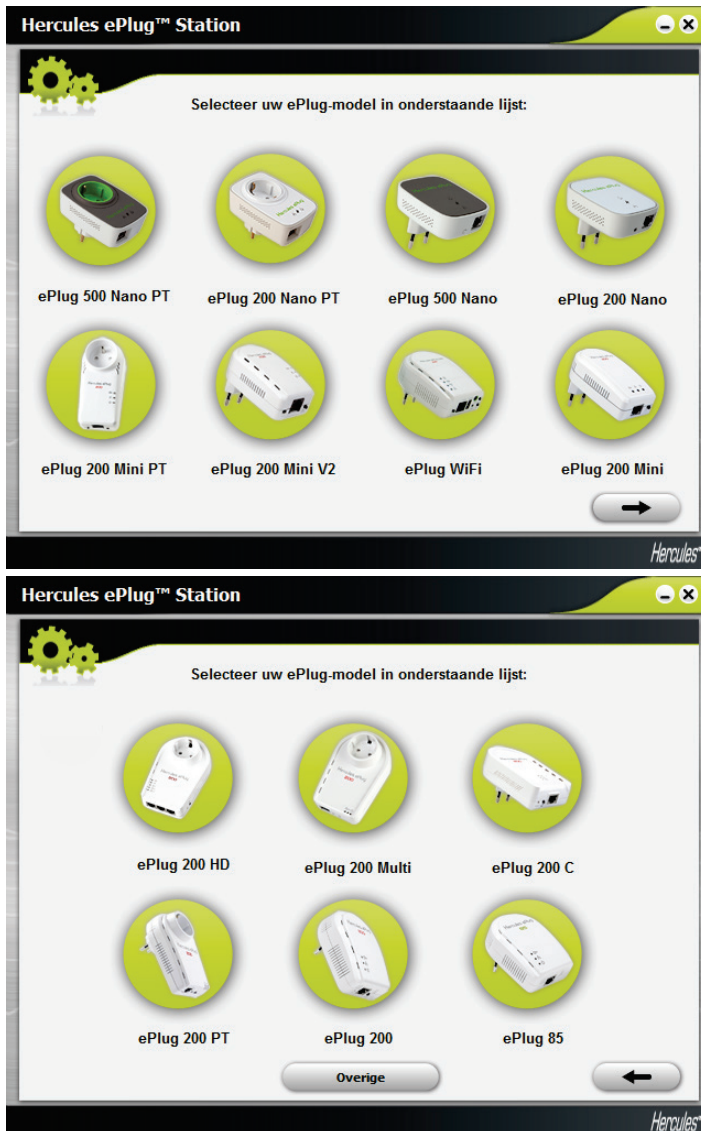 Hercules ePlug™ Station
Selecteer uw ePlug-model in onderstaande lijst:
ePlug 500 Nano PT
ePlug 200 Nano PT
ePlug 500 Nano
ePlug 200 Nano
ePlug 200 Mini PT
ePlug 200 Mini V2
ePlug WiFi
ePlug 200 Mini
Hercules
Hercules ePlug™ Station
Selecteer uw ePlug-model in onderstaande lijst:
ePlug 200 HD
ePlug 200 Multi
ePlug 200 C
ePlug 200 PT
ePlug 200
ePlug 85
Overige
Hercules